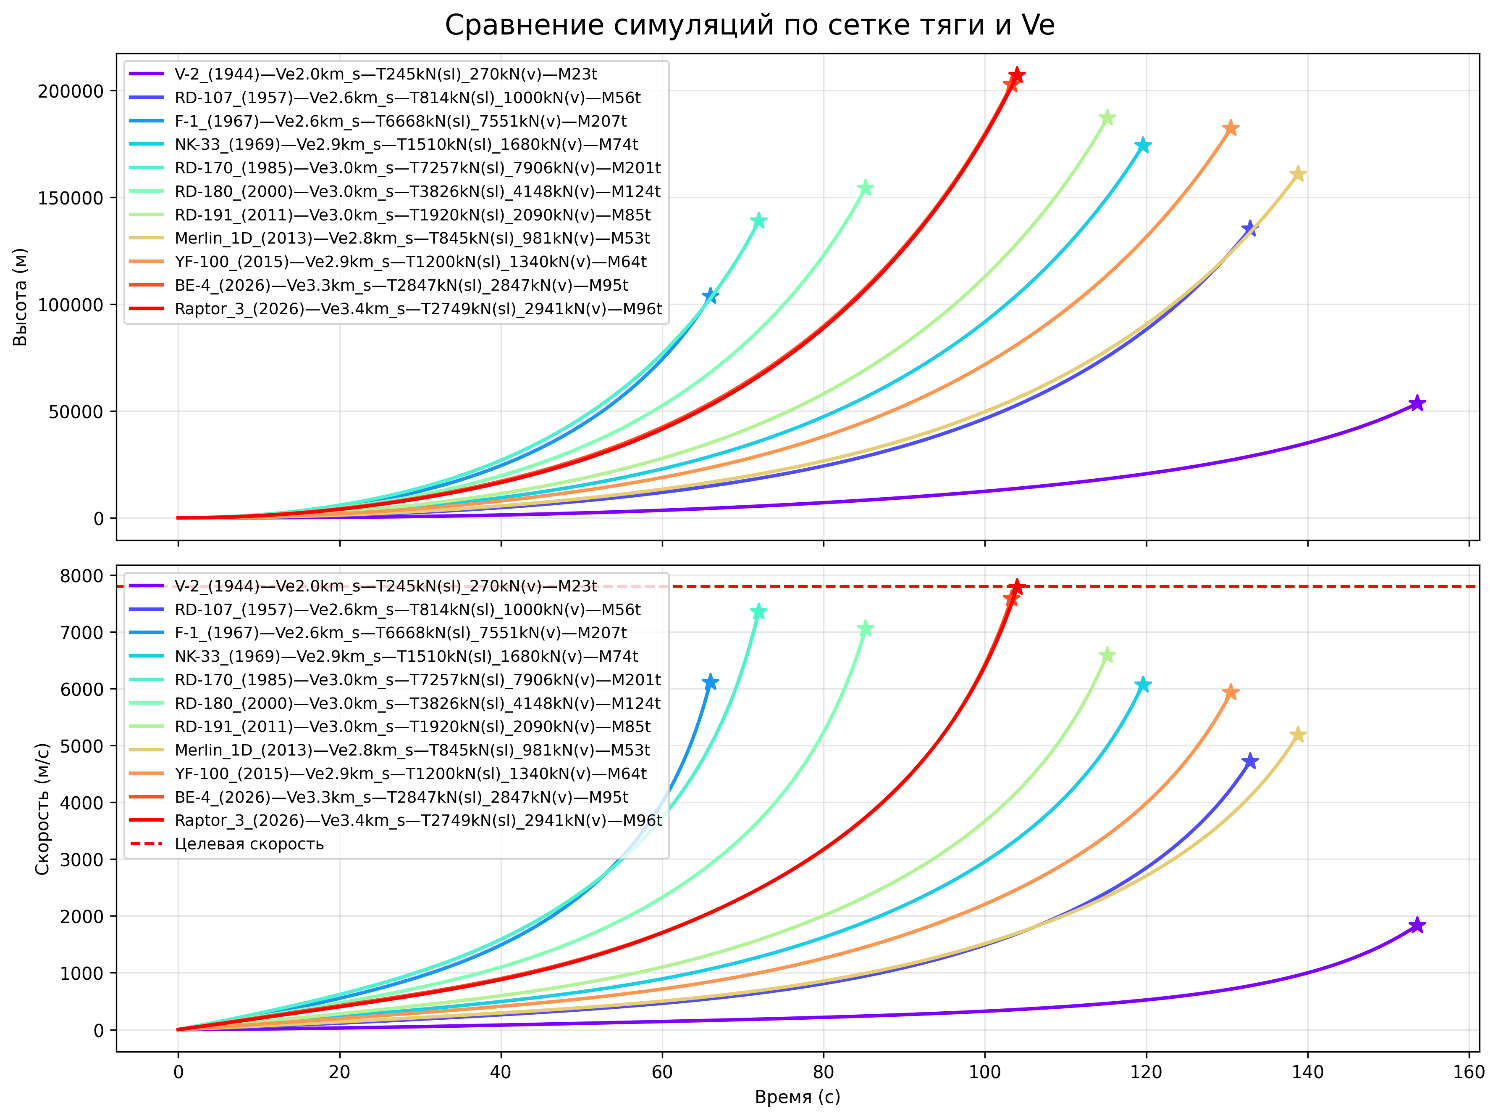 Сравнение симуляций по сетке тяги и Ve
Высота (м)
200000
150000
100000
50000
0
V-2_(1944)—Ve2.0km_s—T245kN(sl)_270kN(v)—M23t
RD-107_(1957)—Ve2.6km_s—T814kN(sl)_1000kN(v)—M56t
F-1_(1967)—Ve2.6km_s—T6668kN(sl)_7551kN(v)—M207t
NK-33_(1969)—Ve2.9km_s—T1510kN(sl)_1680kN(v)—M74t
RD-170_(1985)—Ve3.0km_s—T7257kN(sl)_7906kN(v)—M201t
RD-180_(2000)—Ve3.0km_s—T3826kN(sl)_4148kN(v)—M124t
RD-191_(2011)—Ve3.0km_s—T1920kN(sl)_2090kN(v)—M85t
Merlin_1D_(2013)—Ve2.8km_s—T845kN(sl)_981kN(v)—M53t
YF-100_(2015)—Ve2.9km_s—T1200kN(sl)_1340kN(v)—M64t
BE-4_(2026)—Ve3.3km_s—T2847kN(sl)_2847kN(v)—M95t
Raptor_3_(2026)—Ve3.4km_s—T2749kN(sl)_2941kN(v)—M96t
Скорость (м/с)
8000
7000
6000
5000
4000
3000
2000
1000
0
V-2_(1944)—Ve2.0km_s—T245kN(sl)_270kN(v)—M23t
RD-107_(1957)—Ve2.6km_s—T814kN(sl)_1000kN(v)—M56t
F-1_(1967)—Ve2.6km_s—T6668kN(sl)_7551kN(v)—M207t
NK-33_(1969)—Ve2.9km_s—T1510kN(sl)_1680kN(v)—M74t
RD-170_(1985)—Ve3.0km_s—T7257kN(sl)_7906kN(v)—M201t
RD-180_(2000)—Ve3.0km_s—T3826kN(sl)_4148kN(v)—M124t
RD-191_(2011)—Ve3.0km_s—T1920kN(sl)_2090kN(v)—M85t
Merlin_1D_(2013)—Ve2.8km_s—T845kN(sl)_981kN(v)—M53t
YF-100_(2015)—Ve2.9km_s—T1200kN(sl)_1340kN(v)—M64t
BE-4_(2026)—Ve3.3km_s—T2847kN(sl)_2847kN(v)—M95t
Raptor_3_(2026)—Ve3.4km_s—T2749kN(sl)_2941kN(v)—M96t
Целевая скорость
0 20 40 60 80 100 120 140 160
Время (с)